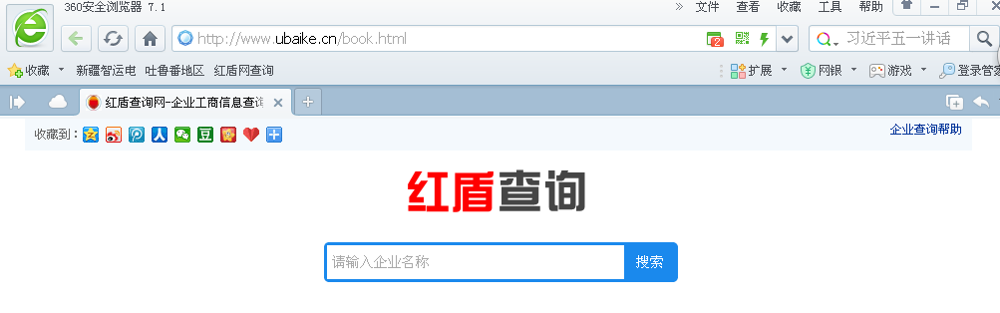 360安全浏览器 7.1
文件 查看 收藏 工具 帮助
http://www.ubaike.cn/book.html
2
习近平五一讲话
收藏 新疆智运电 吐鲁番地区 红盾网查询
扩展 网银 游戏 登录管家
红盾查询网-企业工商信息查询
收藏到：
豆
企业查询帮助
红盾查询
请输入企业名称 搜索